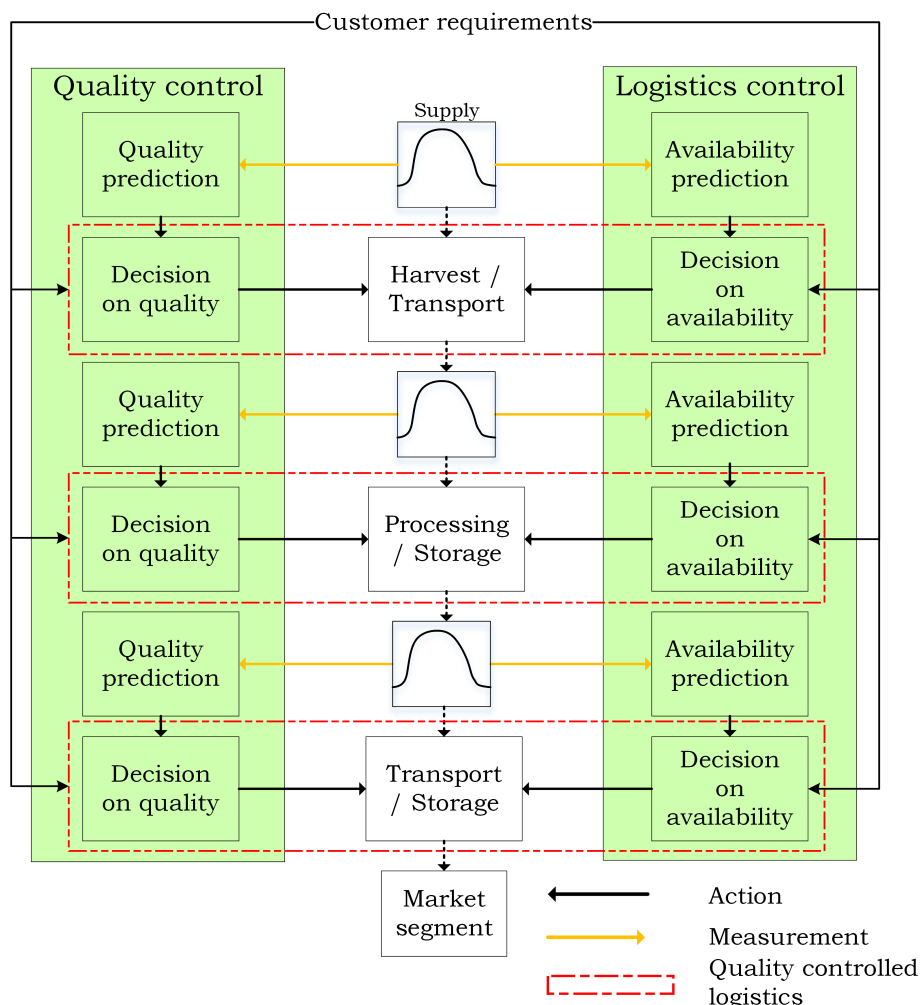 Customer requirements
Quality control
Logistics control
Supply
Quality
prediction
Availability
prediction
Decision
on quality
Harvest /
Transport
Decision
on
availability
Quality
prediction
Availability
prediction
Decision
on quality
Processing
/ Storage
Decision
on
availability
Quality
prediction
Availability
prediction
Decision
on quality
Transport
/ Storage
Decision
on
availability
Market
segment
Action
Measurement
Quality controlled
logistics